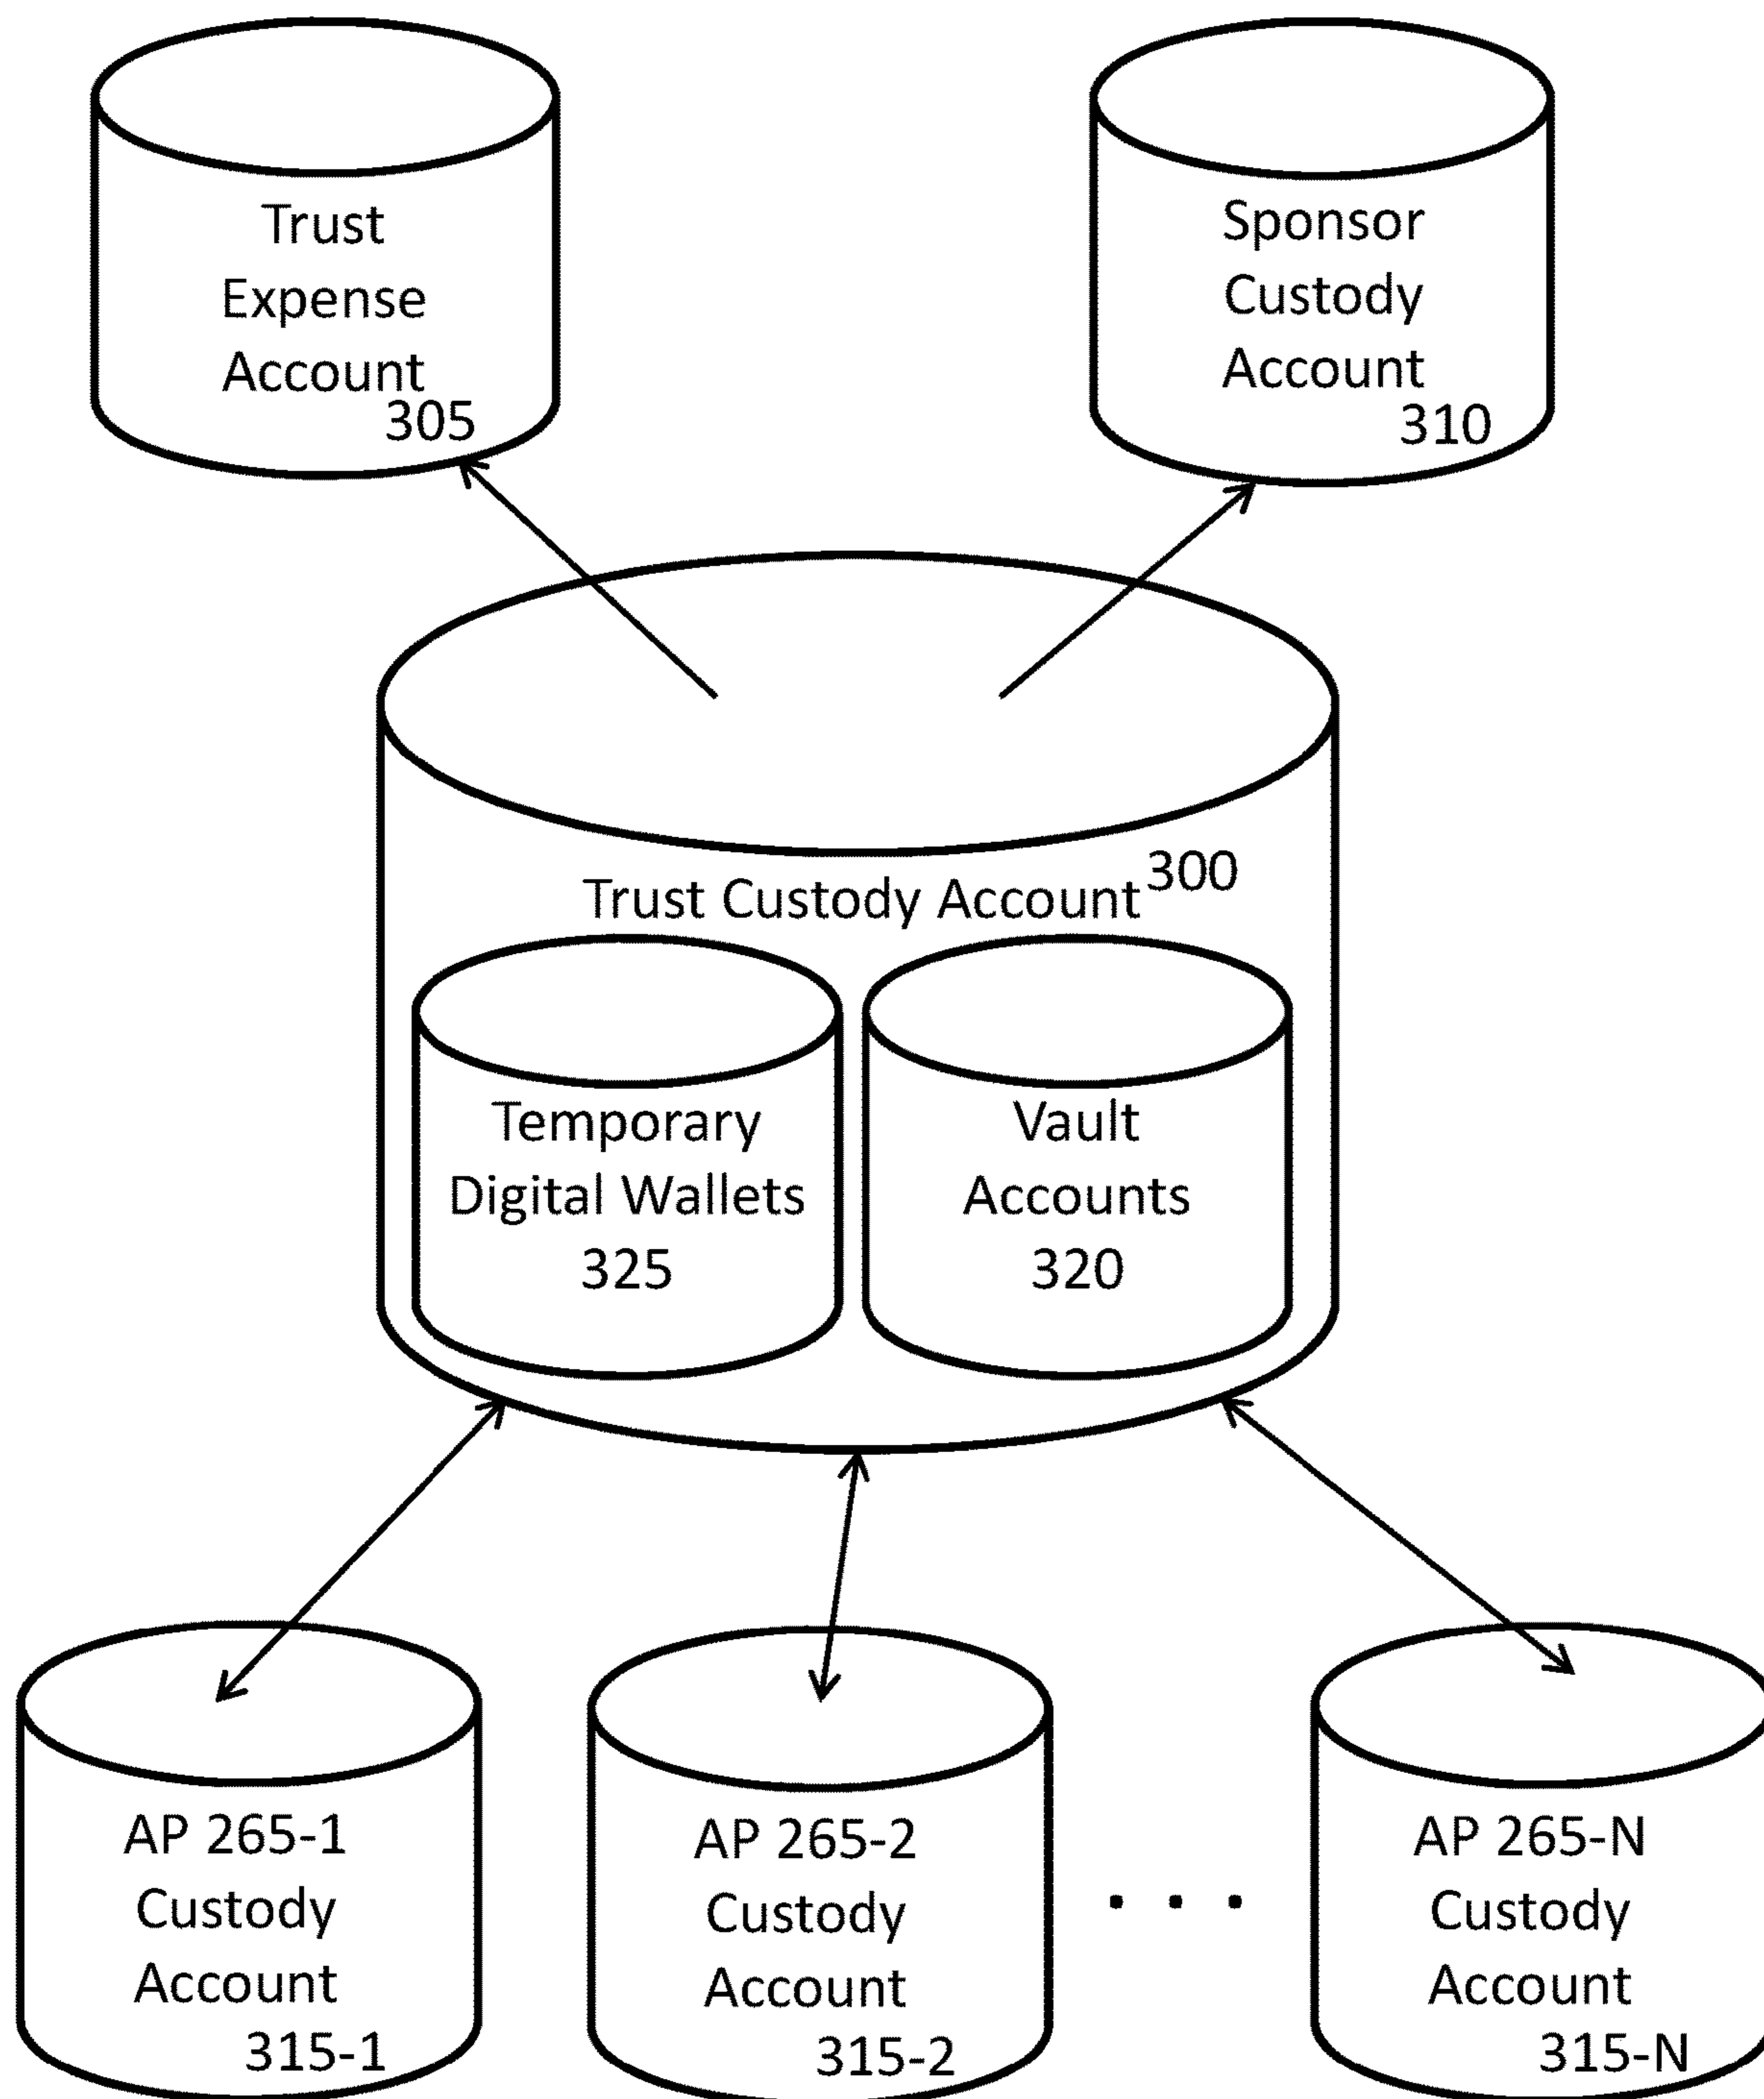 Trust
Expense
Account
305
Sponsor
Custody
Account
310
Trust Custody Account 300
Temporary
Digital Wallets
325
Vault
Accounts
320
AP 265-1
Custody
Account
315-1
AP 265-2
Custody
Account
315-2
. . .
AP 265-N
Custody
Account
315-N